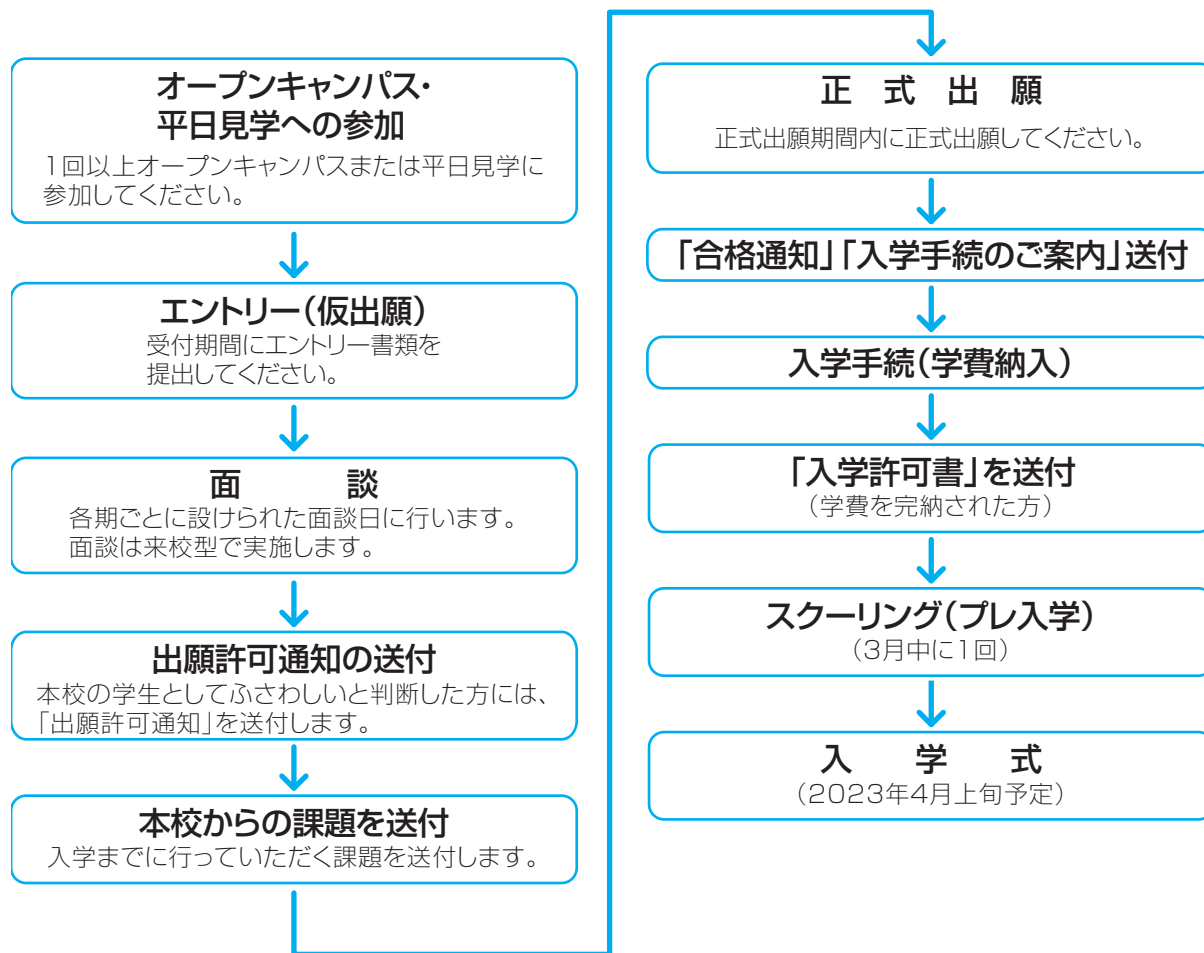 オープンキャンパス・
平日見学への参加
1回以上オープンキャンパスまたは平日見学に
参加してください。
エントリー(仮出願)
受付期間にエントリー書類を
提出してください。
面談
各期ごとに設けられた面談日に行います。
面談は来校型で実施します。
出願許可通知の送付
本校の学生としてふさわしいと判断した方には、
「出願許可通知」を送付します。
本校からの課題を送付
入学までに行っていただく課題を送付します。
正式出願
正式出願期間内に正式出願してください。
「合格通知」「入学手続のご案内」送付
入学手続(学費納入)
「入学許可書」を送付
(学費を完納された方)
スクーリング(プレ入学)
(3月中に1回)
入学式
(2023年4月上旬予定)